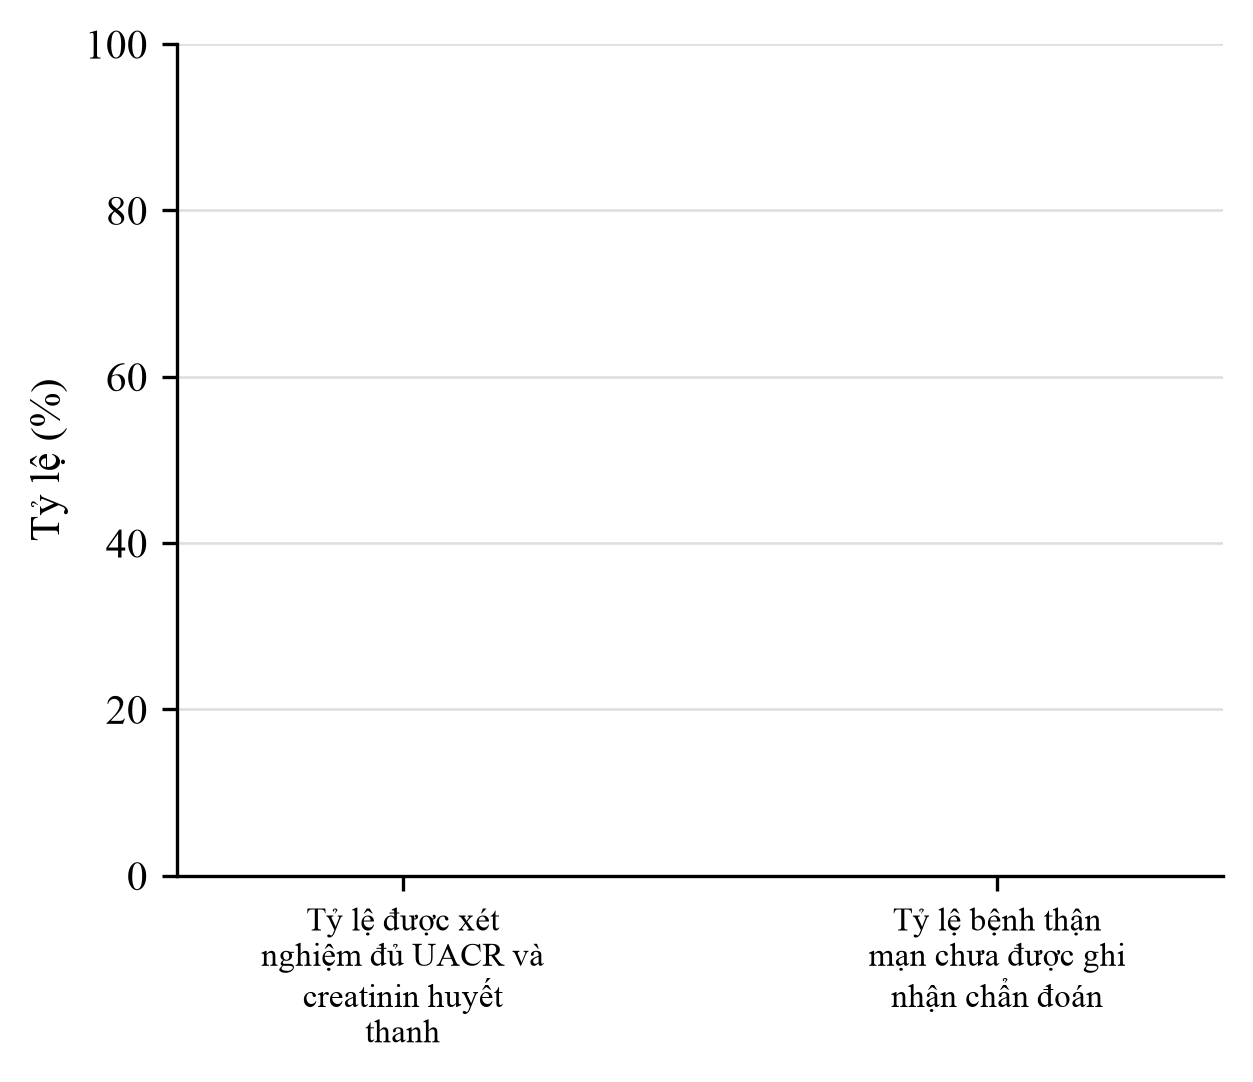 Tỷ lệ (%)
100
80
60
40
20
0
Tỷ lệ được xét
nghiệm đủ UACR và
creatinin huyết
thanh
Tỷ lệ bệnh thận
mạn chưa được ghi
nhận chẩn đoán